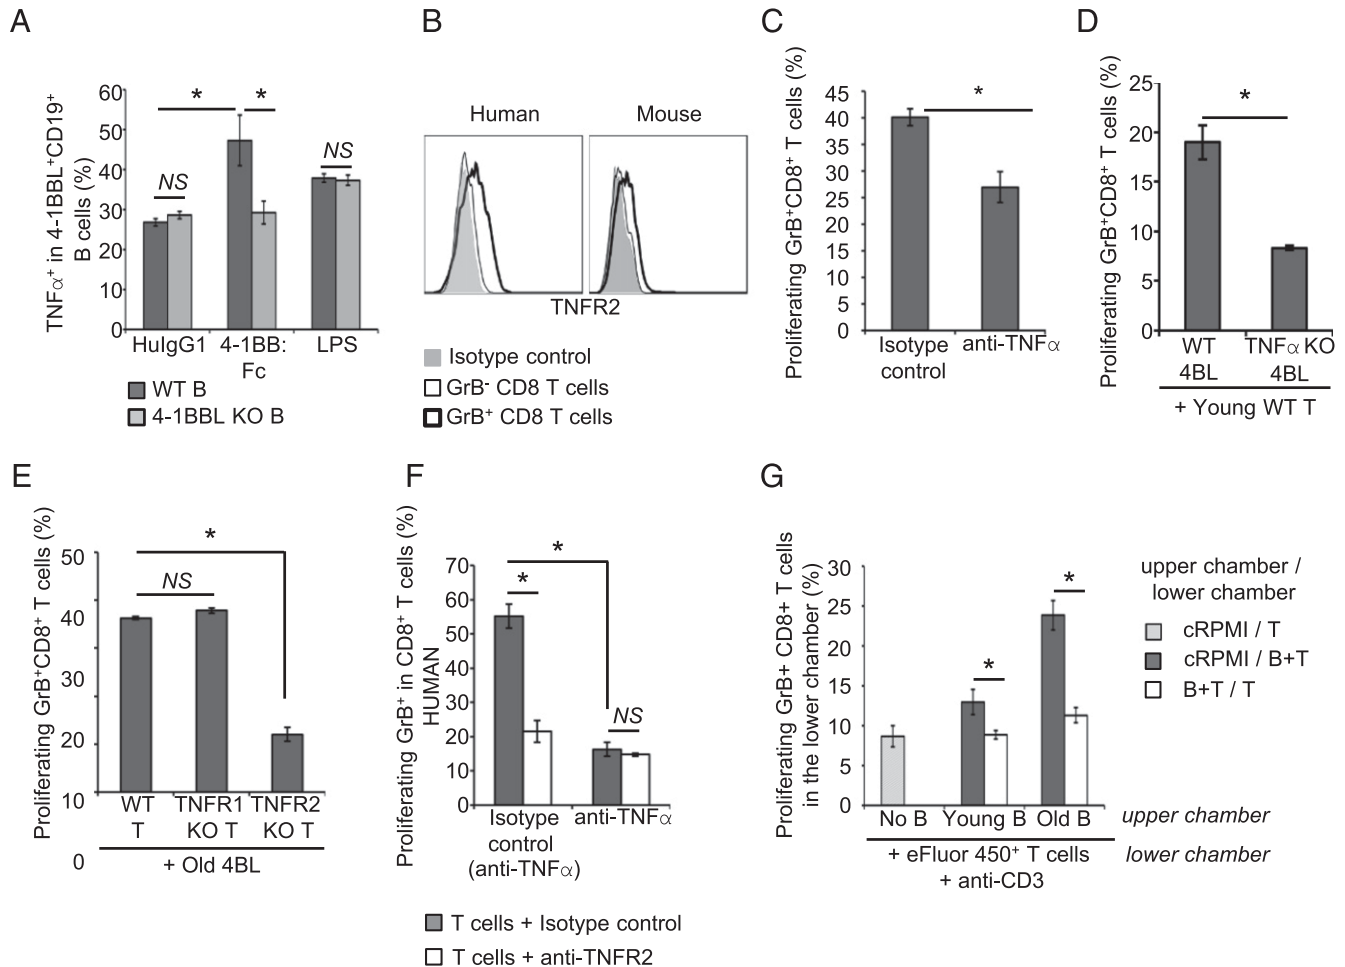 A
TNFα⁺ in 4-1BBL⁺CD19⁺
B cells (%)
60
50
40
30
20
10
0
*
*
NS
NS
HuIgG1
4-1BB:
Fc
LPS
WT B
4-1BBL KO B
B
Human
Mouse
TNFR2
Isotype control
GrB⁻ CD8 T cells
GrB⁺ CD8 T cells
C
Proliferating GrB⁺CD8⁺ T cells (%)
45
40
35
30
25
20
15
10
5
0
*
Isotype
control
anti-TNFα
D
Proliferating GrB⁺CD8⁺ T cells (%)
25
20
15
10
5
0
*
WT
4BL
TNFα KO
4BL
+ Young WT T
E
Proliferating GrB⁺CD8⁺ T cells (%)
50
40
30
20
10
0
*
NS
WT
T
TNFR1
KO T
TNFR2
KO T
+ Old 4BL
F
Proliferating GrB⁺ in CD8⁺ T cells (%)
HUMAN
70
60
50
40
30
20
10
0
*
*
NS
Isotype
control
(anti-TNFα)
anti-TNFα
T cells + Isotype control
T cells + anti-TNFR2
G
Proliferating GrB+ CD8+ T cells
in the lower chamber (%)
30
25
20
15
10
5
0
*
*
No B
Young B
Old B
upper chamber
+ eFluor 450⁺ T cells
+ anti-CD3
lower chamber
upper chamber /
lower chamber
cRPMI / T
cRPMI / B+T
B+T / T